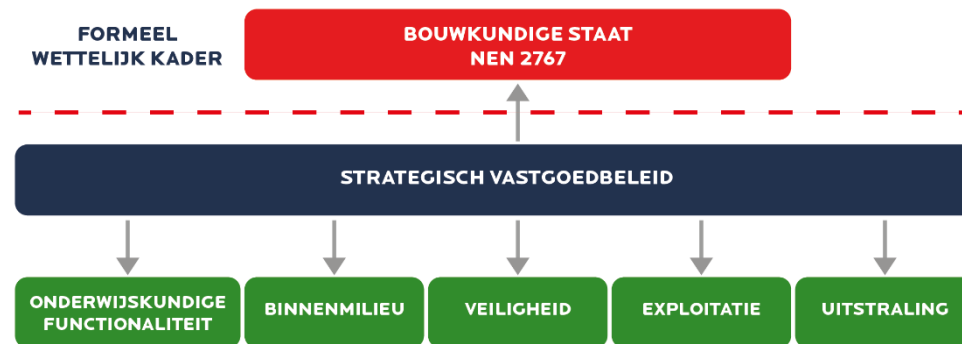 FORMEEL
WETTELIJK KADER
BOUWKUNDIGE STAAT
NEN 2767
STRATEGISCH VASTGOEDBELEID
ONDERWIJSKUNDIGE
FUNCTIONALITEIT
BINNENMILIEU
VEILIGHEID
EXPLOITATIE
UITSTRALING